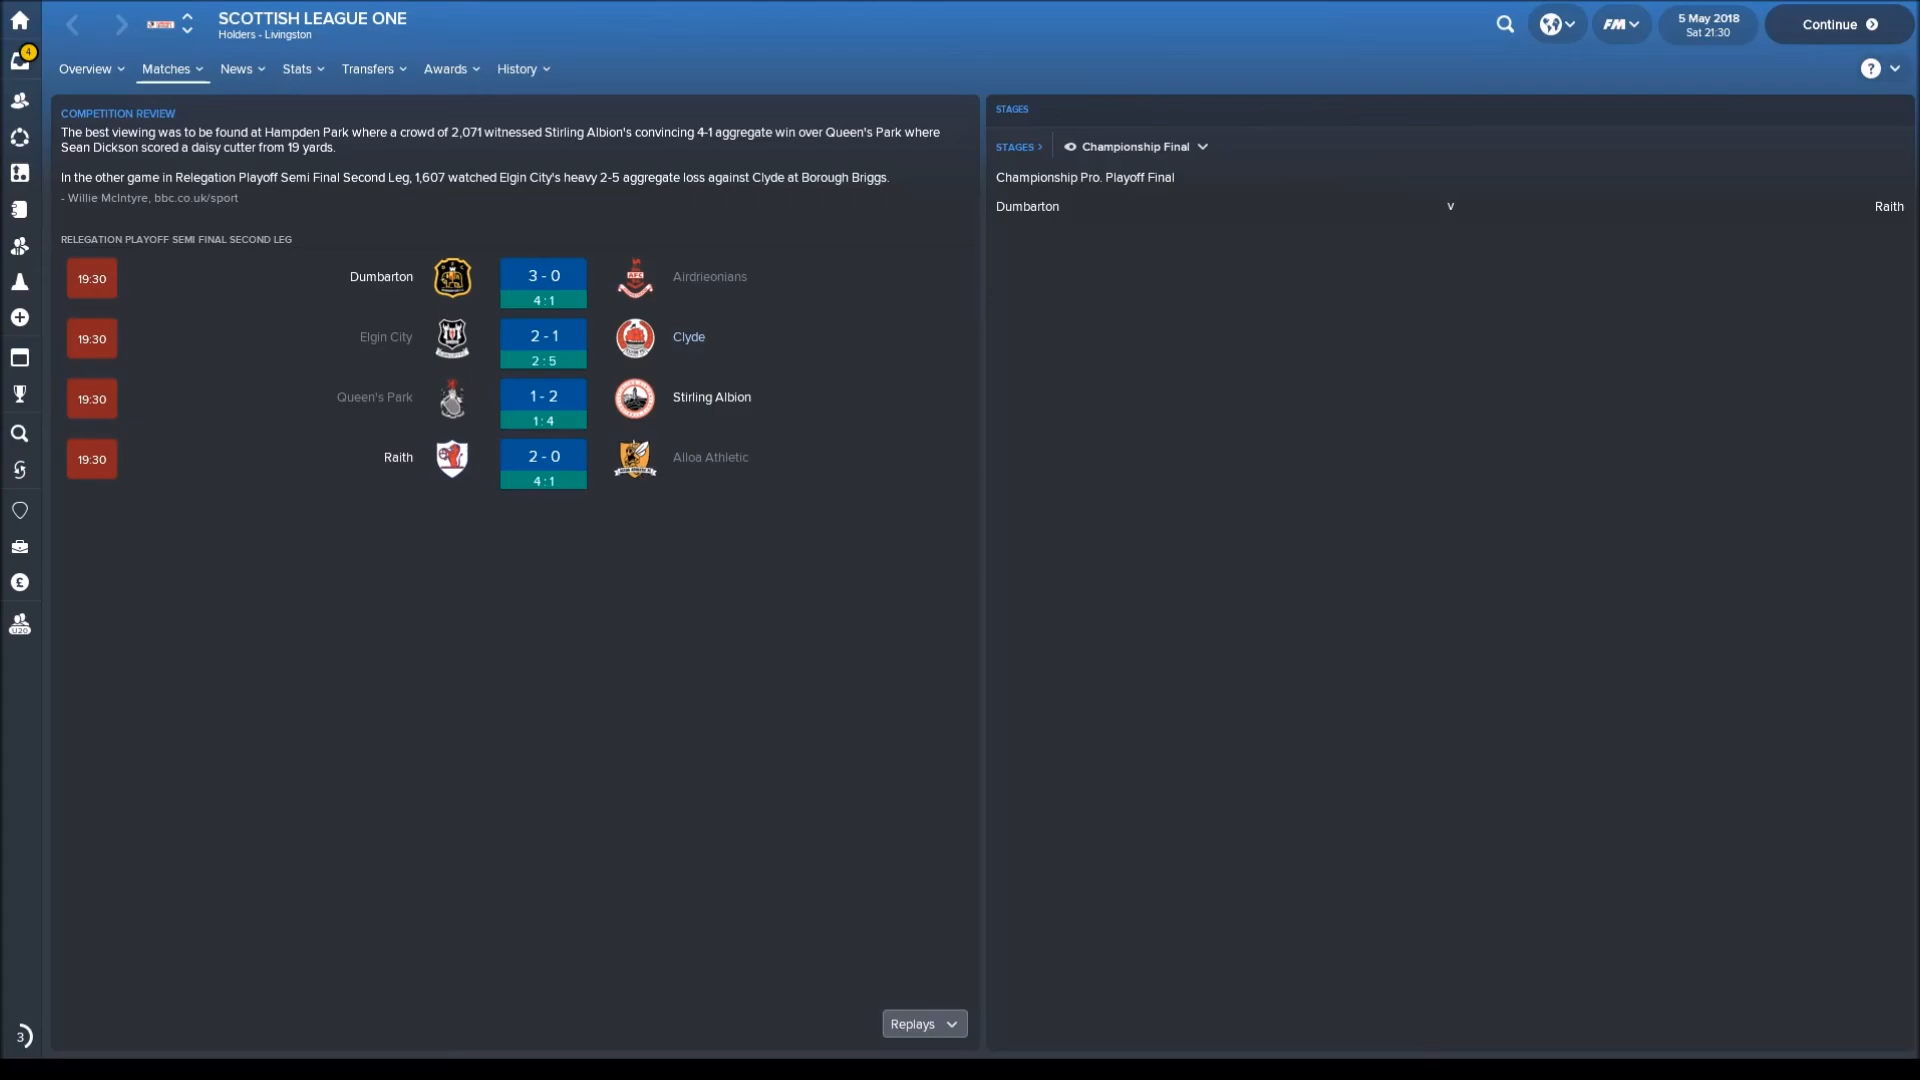 SCOTTISH LEAGUE ONE
Holders - Livingston
4
FM
5 May 2018
Sat 21:30
Continue
Overview
Matches
News
Stats
Transfers
Awards
History
?
COMPETITION REVIEW
The best viewing was to be found at Hampden Park where a crowd of 2,071 witnessed Stirling Albion's convincing 4-1 aggregate win over Queen's Park where
Sean Dickson scored a daisy cutter from 19 yards.
In the other game in Relegation Playoff Semi Final Second Leg, 1,607 watched Elgin City's heavy 2-5 aggregate loss against Clyde at Borough Briggs.
- Willie McIntyre, bbc.co.uk/sport
RELEGATION PLAYOFF SEMI FINAL SECOND LEG
19:30 Dumbarton 3 - 0 Airdrieonians
4 : 1
19:30 Elgin City 2 - 1 Clyde
2 : 5
19:30 Queen's Park 1 - 2 Stirling Albion
1 : 4
19:30 Raith 2 - 0 Alloa Athletic
4 : 1
Replays
STAGES
STAGES > Championship Final
Championship Pro. Playoff Final
Dumbarton v Raith
£
U20
3